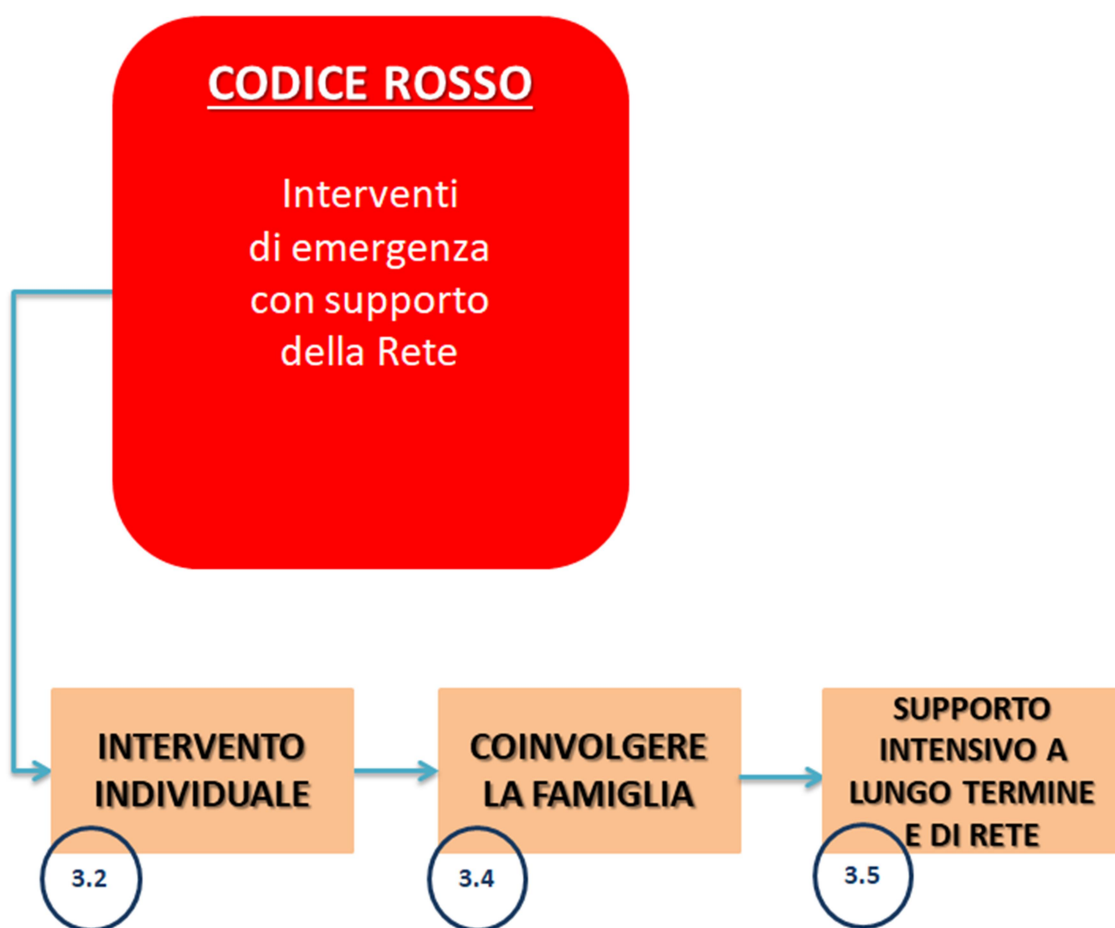 CODICE ROSSO
Interventi
di emergenza
con supporto
della Rete
INTERVENTO
INDIVIDUALE
3.2
COINVOLGERE
LA FAMIGLIA
3.4
SUPPORTO
INTENSIVO A
LUNGO TERMINE
E DI RETE
3.5